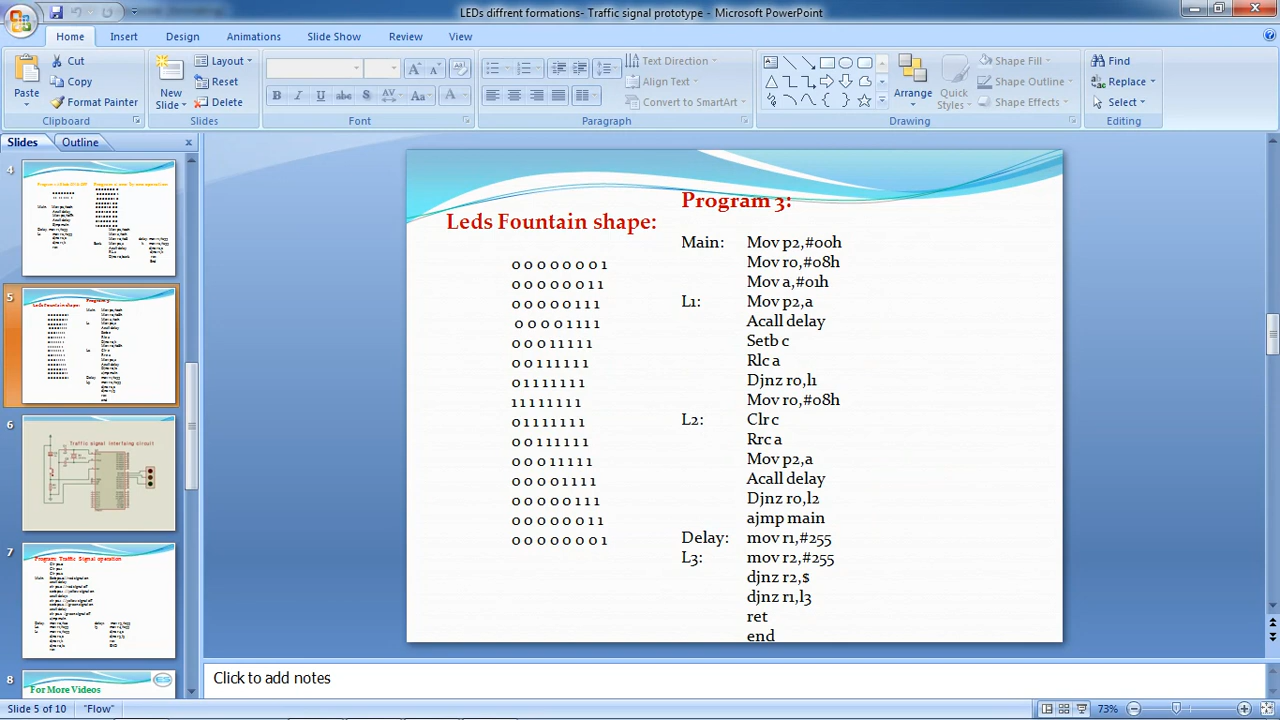 LEDs diffrent formations- Traffic signal prototype - Microsoft PowerPoint
Home Insert Design Animations Slide Show Review View
Paste
Cut
Copy
Format Painter
Clipboard
New Slide
Layout
Reset
Delete
Slides
B I U abc S AV Aa A
Font
Text Direction
Align Text
Convert to SmartArt
Paragraph
Arrange
Quick Styles
Shape Fill
Shape Outline
Shape Effects
Drawing
Find
Replace
Select
Editing
Slides Outline
4
5
6
Traffic signal interfaing circuit
7
Program: Traffic Signal operation
8
For More Videos
Leds Fountain shape:
0 0 0 0 0 0 0 1
0 0 0 0 0 0 1 1
0 0 0 0 0 1 1 1
0 0 0 0 1 1 1 1
0 0 0 1 1 1 1 1
0 0 1 1 1 1 1 1
0 1 1 1 1 1 1 1
1 1 1 1 1 1 1 1
0 1 1 1 1 1 1 1
0 0 1 1 1 1 1 1
0 0 0 1 1 1 1 1
0 0 0 0 1 1 1 1
0 0 0 0 0 1 1 1
0 0 0 0 0 0 1 1
0 0 0 0 0 0 0 1
Program 3:
Main: Mov p2,#00h
Mov r0,#08h
Mov a,#01h
L1: Mov p2,a
Acall delay
Setb c
Rlc a
Djnz r0,l1
Mov r0,#08h
L2: Clr c
Rrc a
Mov p2,a
Acall delay
Djnz r0,l2
ajmp main
Delay: mov r1,#255
L3: mov r2,#255
djnz r2,$
djnz r1,l3
ret
end
Click to add notes
Slide 5 of 10 "Flow" 73%